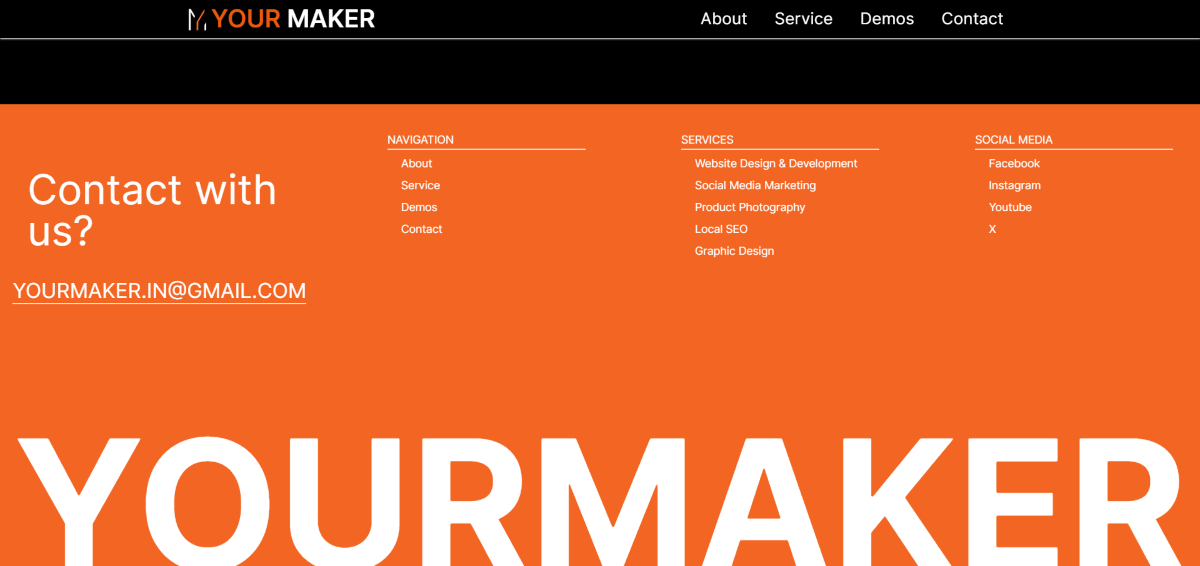 YOUR MAKER
About
Service
Demos
Contact
Contact with
us?
YOURMAKER.IN@GMAIL.COM
NAVIGATION
About
Service
Demos
Contact
SERVICES
Website Design & Development
Social Media Marketing
Product Photography
Local SEO
Graphic Design
SOCIAL MEDIA
Facebook
Instagram
Youtube
X
YOURMAKER